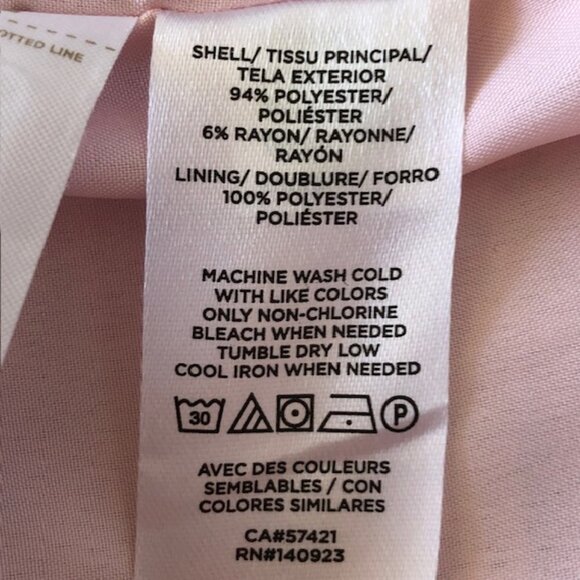 OTTED LINE
SHELL/ TISSU PRINCIPAL/
TELA EXTERIOR
94% POLYESTER/
POLIÉSTER
6% RAYON/ RAYONNE/
RAYÓN
LINING/ DOUBLURE/ FORRO
100% POLYESTER/
POLIÉSTER
MACHINE WASH COLD
WITH LIKE COLORS
ONLY NON-CHLORINE
BLEACH WHEN NEEDED
TUMBLE DRY LOW
COOL IRON WHEN NEEDED
30 P
AVEC DES COULEURS
SEMBLABLES / CON
COLORES SIMILARES
CA#57421
RN#140923